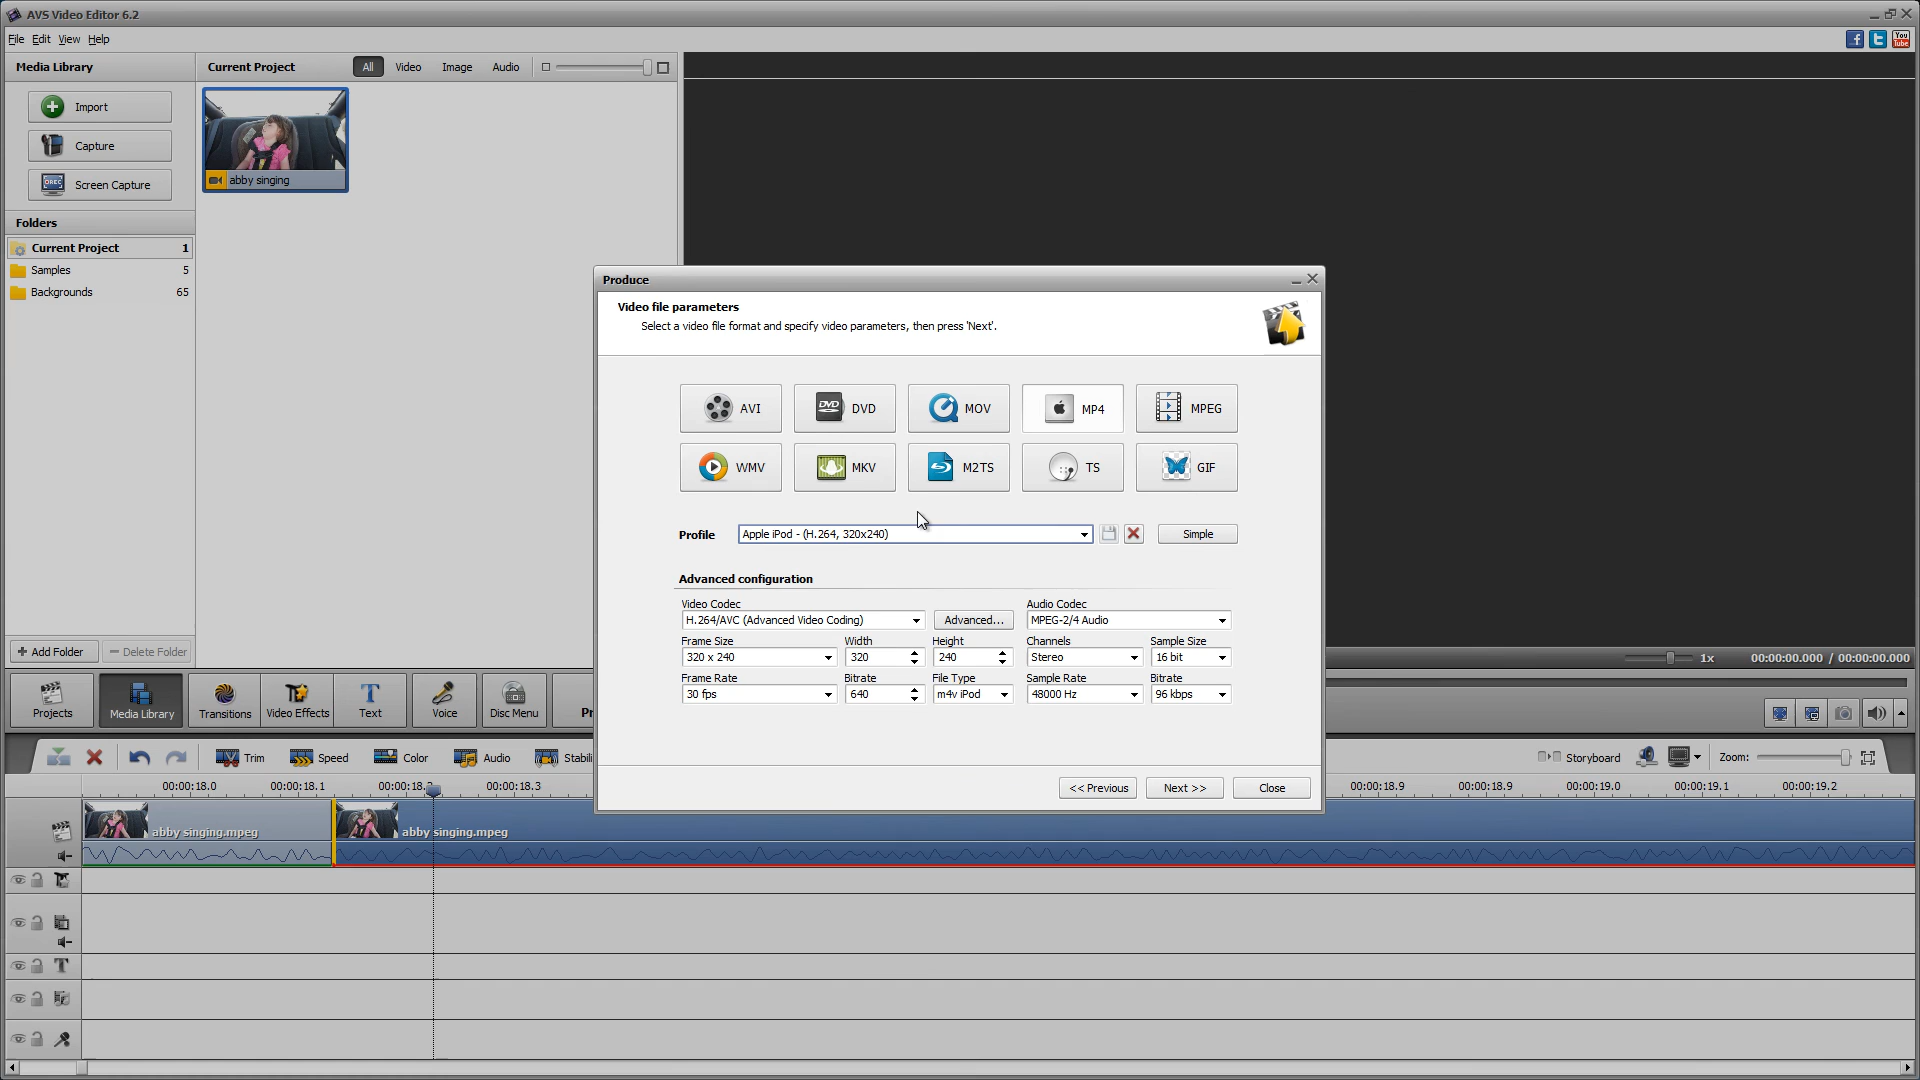 AVS Video Editor 6.2
File Edit View Help
You
Tube
Media Library
Current Project
All Video Image Audio
Import
Capture
Screen Capture
abby singing
Folders
Current Project 1
Samples 5
Backgrounds 65
Add Folder
Delete Folder
1x 00:00:00.000 / 00:00:00.000
Projects
Media Library
Transitions
Video Effects
Text
Voice
Disc Menu
Pr
Trim Speed Color Audio Stabili
Storyboard
Zoom:
00:00:18.0 00:00:18.1 00:00:18.2 00:00:18.3 00:00:18.9 00:00:18.9 00:00:19.0 00:00:19.1 00:00:19.2
abby singing.mpeg
abby singing.mpeg
Produce
Video file parameters
Select a video file format and specify video parameters, then press 'Next'.
AVI DVD MOV MP4 MPEG
WMV MKV M2TS TS GIF
Profile
Apple iPod - (H.264, 320x240)
Simple
Advanced configuration
Video Codec Audio Codec
H.264/AVC (Advanced Video Coding) Advanced... MPEG-2/4 Audio
Frame Size Width Height Channels Sample Size
320 x 240 320 240 Stereo 16 bit
Frame Rate Bitrate File Type Sample Rate Bitrate
30 fps 640 m4v iPod 48000 Hz 96 kbps
<< Previous
Next >>
Close